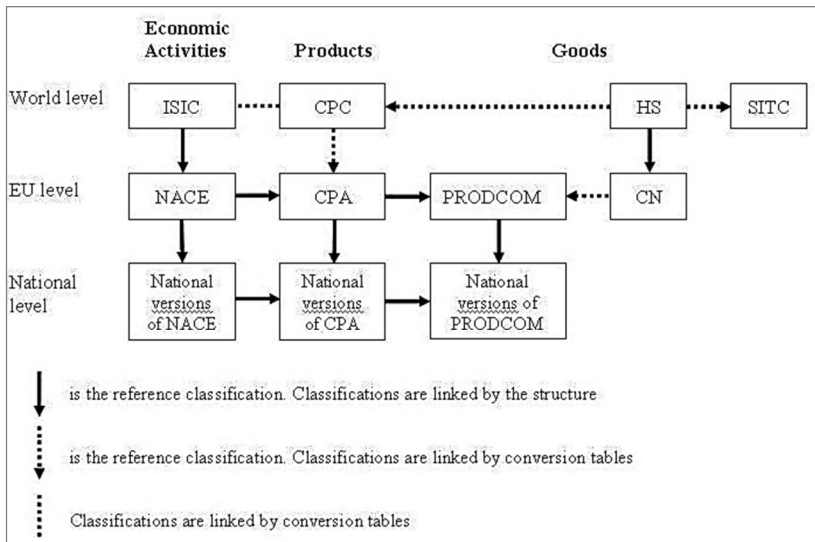 Economic
Activities
Products
Goods
World level
ISIC
CPC
HS
SITC
EU level
NACE
CPA
PRODCOM
CN
National
level
National
versions
of NACE
National
versions
of CPA
National
versions of
PRODCOM
is the reference classification. Classifications are linked by the structure
is the reference classification. Classifications are linked by conversion tables
Classifications are linked by conversion tables